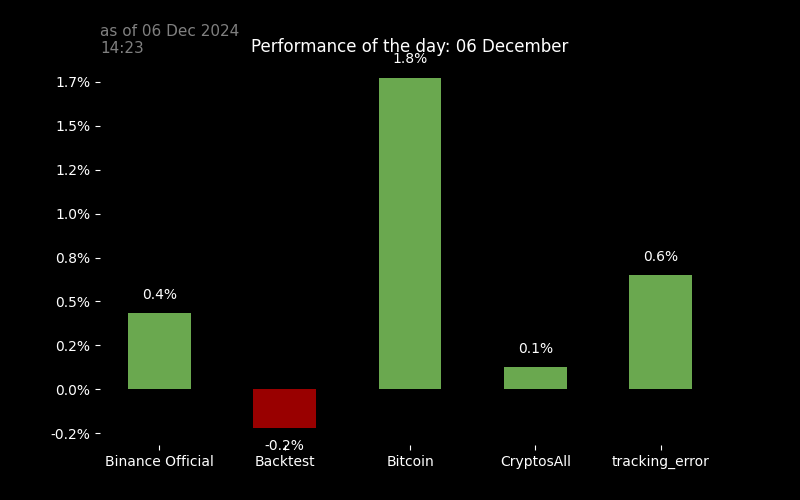 as of 06 Dec 2024
14:23
Performance of the day: 06 December
1.8%
1.7%
1.5%
1.2%
1.0%
0.8%
0.6%
0.5%
0.4%
0.2%
0.1%
0.0%
-0.2%
-0.2%
Binance Official
Backtest
Bitcoin
CryptosAll
tracking_error